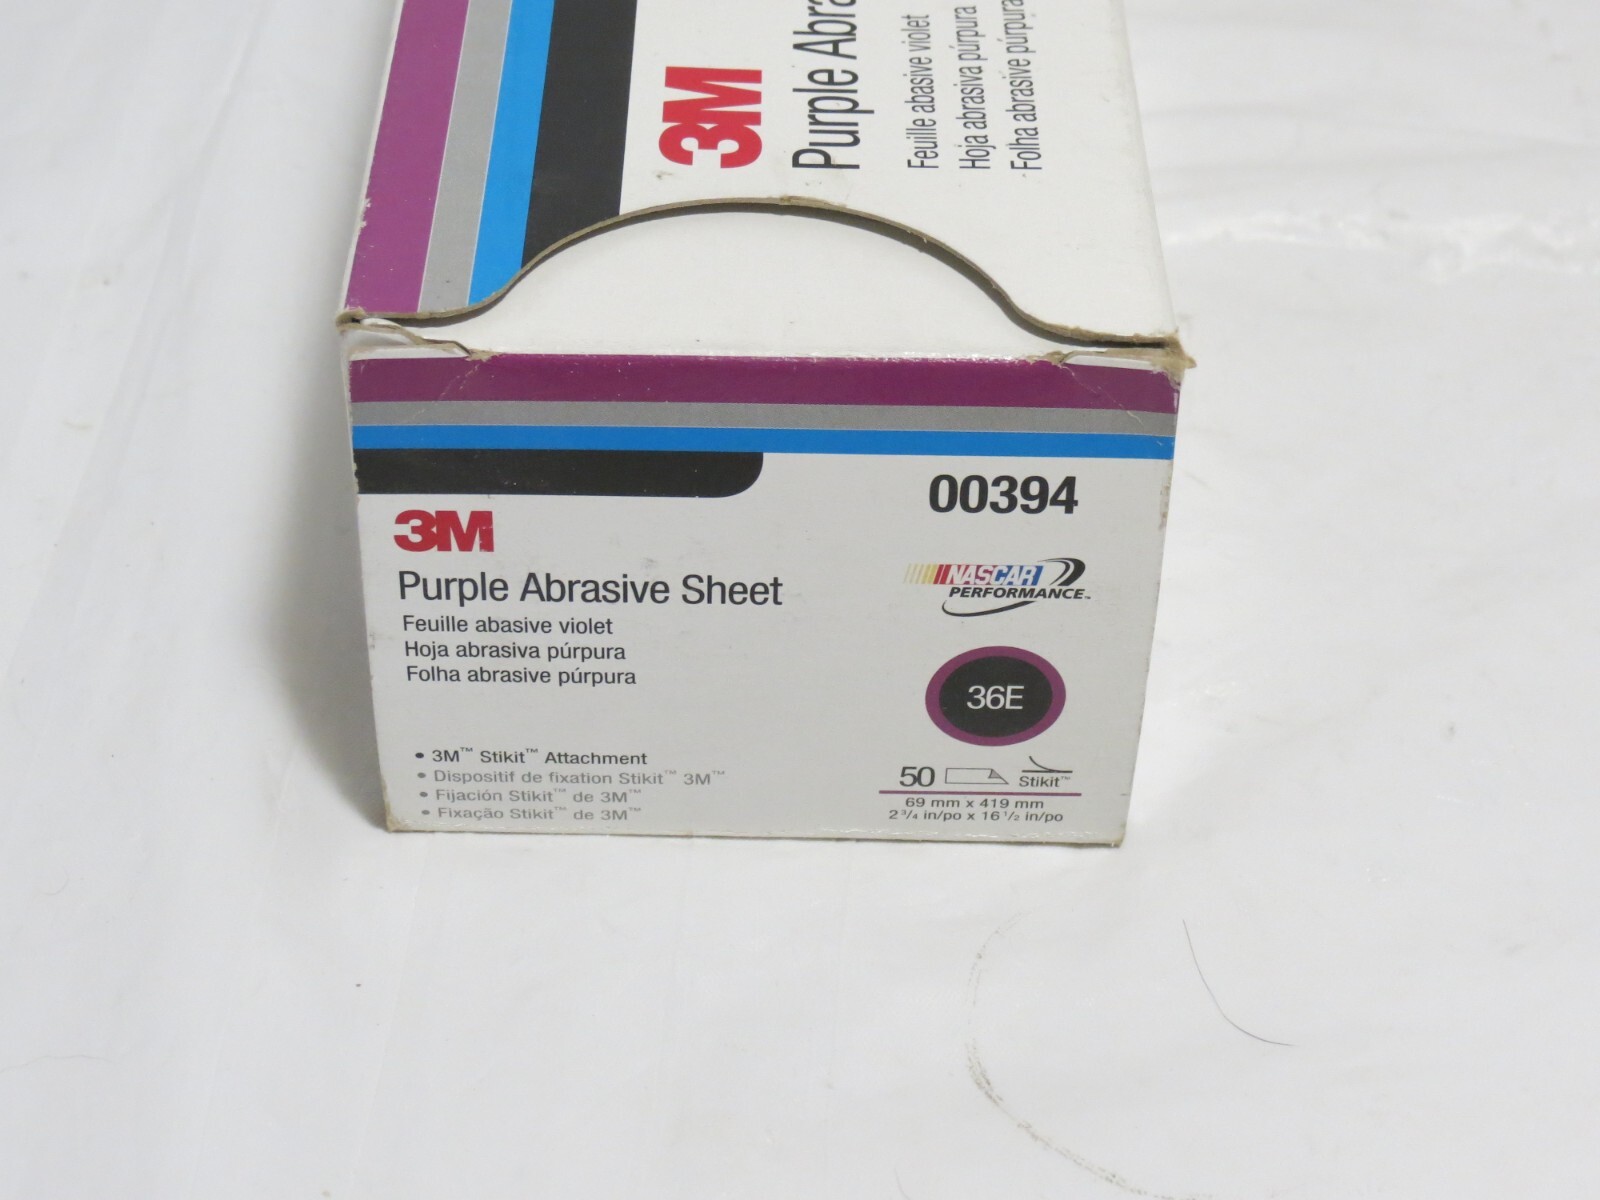 3M
Purple Abra
Feuille abasive violet
Hoja abrasiva púrpura
Folha abrasive púrpura
00394
3M
NASCAR
PERFORMANCE™
Purple Abrasive Sheet
Feuille abasive violet
Hoja abrasiva púrpura
Folha abrasive púrpura
36E
• 3M™ Stikit™ Attachment
• Dispositif de fixation Stikit™ 3M™
• Fijación Stikit™ de 3M™
• Fixação Stikit™ de 3M™
50 Stikit™
69 mm x 419 mm
2 3/4 in/po x 16 1/2 in/po